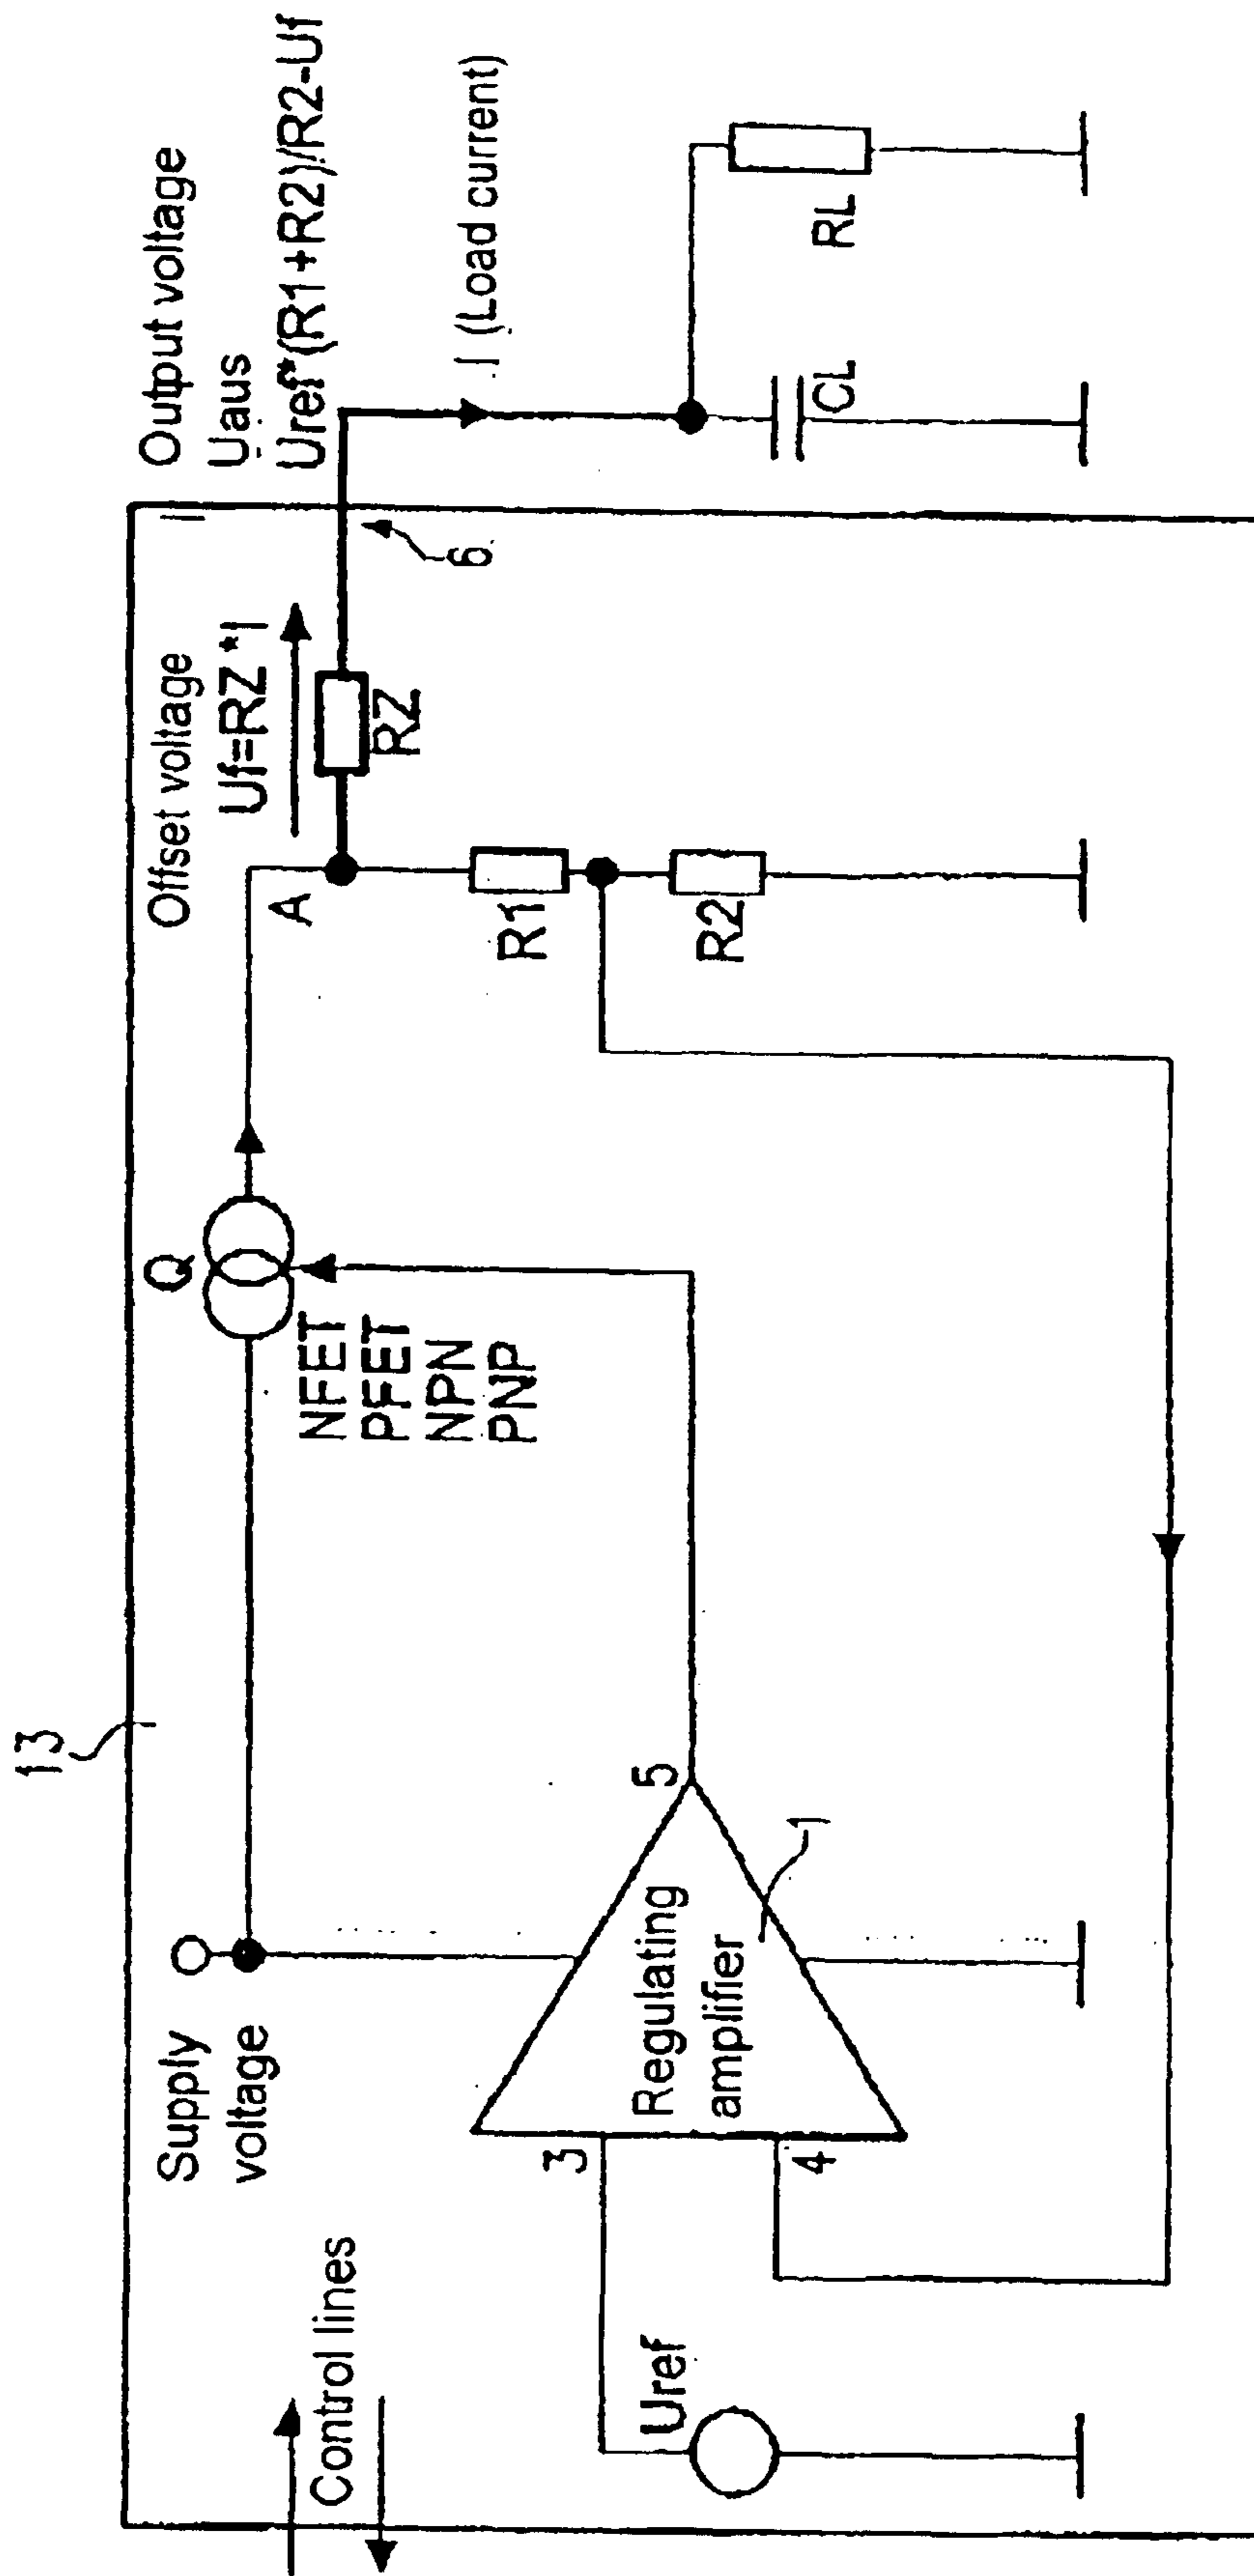 13
Control lines
Supply
voltage
Q
NFET
PFET
NPN
PNP
Offset voltage
Uf=RZ *I
A
RZ
Output voltage
Uaus
Uref*(R1+R2)/R2-Uf
6
I (Load current)
R1
R2
CL
RL
3
4
5
Regulating
amplifier
1
Uref